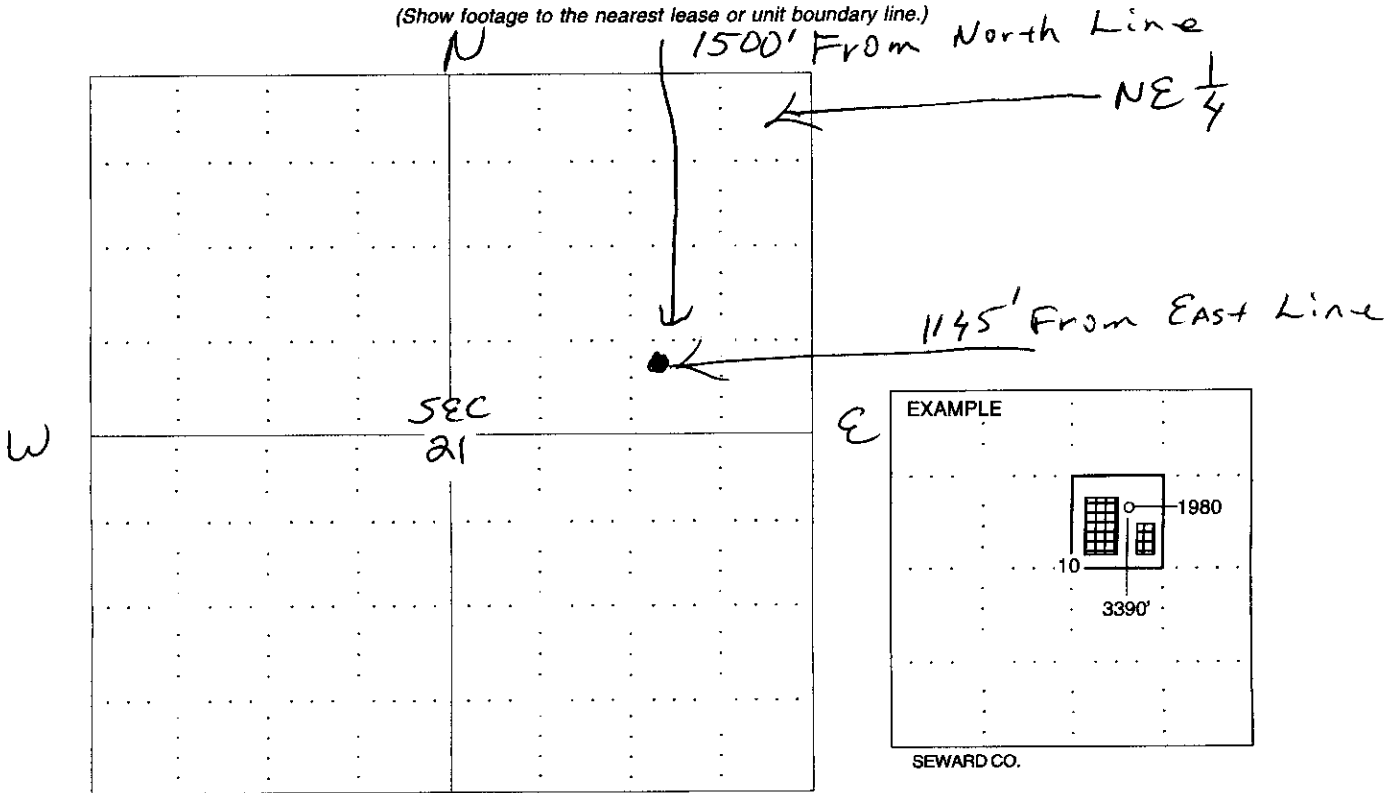 (Show footage to the nearest lease or unit boundary line.)
N
1500' From North Line
NE 1/4
1145' From EAst Line
W
SEC
21
E
EXAMPLE
1980
10
3390'
SEWARD CO.